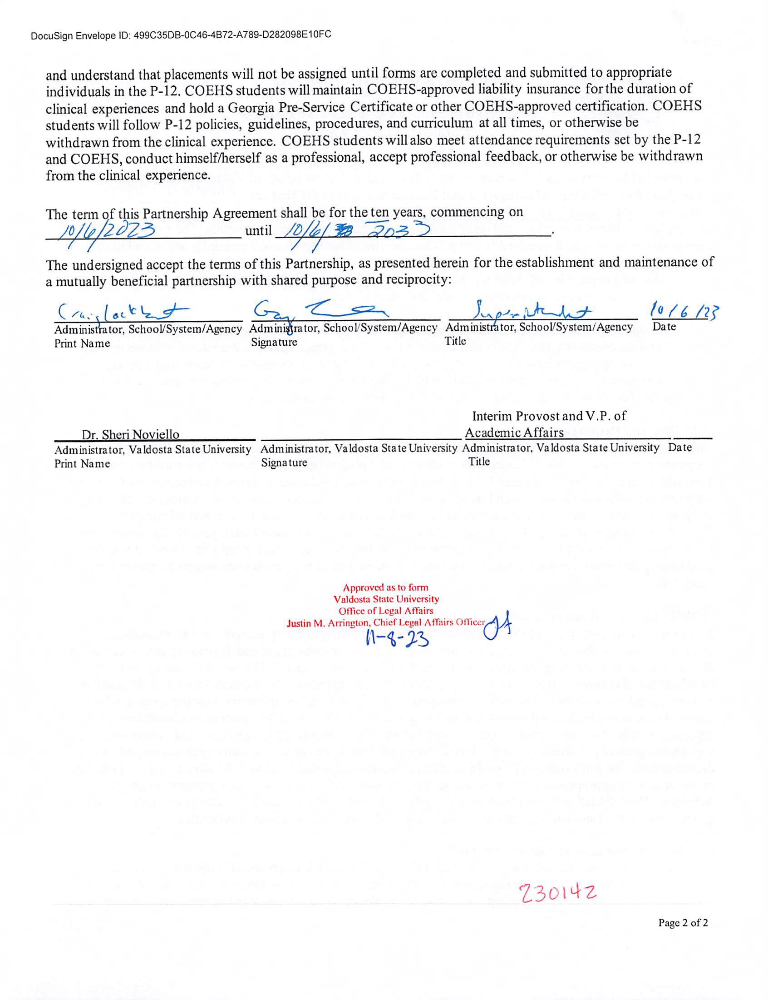 DocuSign Envelope ID: 499C35DB-0C46-4B72-A789-D282098E10FC
and understand that placements will not be assigned until forms are completed and submitted to appropriate
individuals in the P-12. COEHS students will maintain COEHS-approved liability insurance for the duration of
clinical experiences and hold a Georgia Pre-Service Certificate or other COEHS-approved certification. COEHS
students will follow P-12 policies, guidelines, procedures, and curriculum at all times, or otherwise be
withdrawn from the clinical experience. COEHS students will also meet attendance requirements set by the P-12
and COEHS, conduct himself/herself as a professional, accept professional feedback, or otherwise be withdrawn
from the clinical experience.
The term of this Partnership Agreement shall be for the ten years, commencing on
10/6/2023 until 10/6/ 2033.
The undersigned accept the terms of this Partnership, as presented herein for the establishment and maintenance of
a mutually beneficial partnership with shared purpose and reciprocity:
Craig Lockhart Superintendent 10/6/23
Administrator, School/System/Agency Administrator, School/System/Agency Administrator, School/System/Agency Date
Print Name Signature Title
Interim Provost and V.P. of
Dr. Sheri Noviello Academic Affairs
Administrator, Valdosta State University Administrator, Valdosta State University Administrator, Valdosta State University Date
Print Name Signature Title
Approved as to form
Valdosta State University
Office of Legal Affairs
Justin M. Arrington, Chief Legal Affairs Officer JA
11-8-23
230142
Page 2 of 2